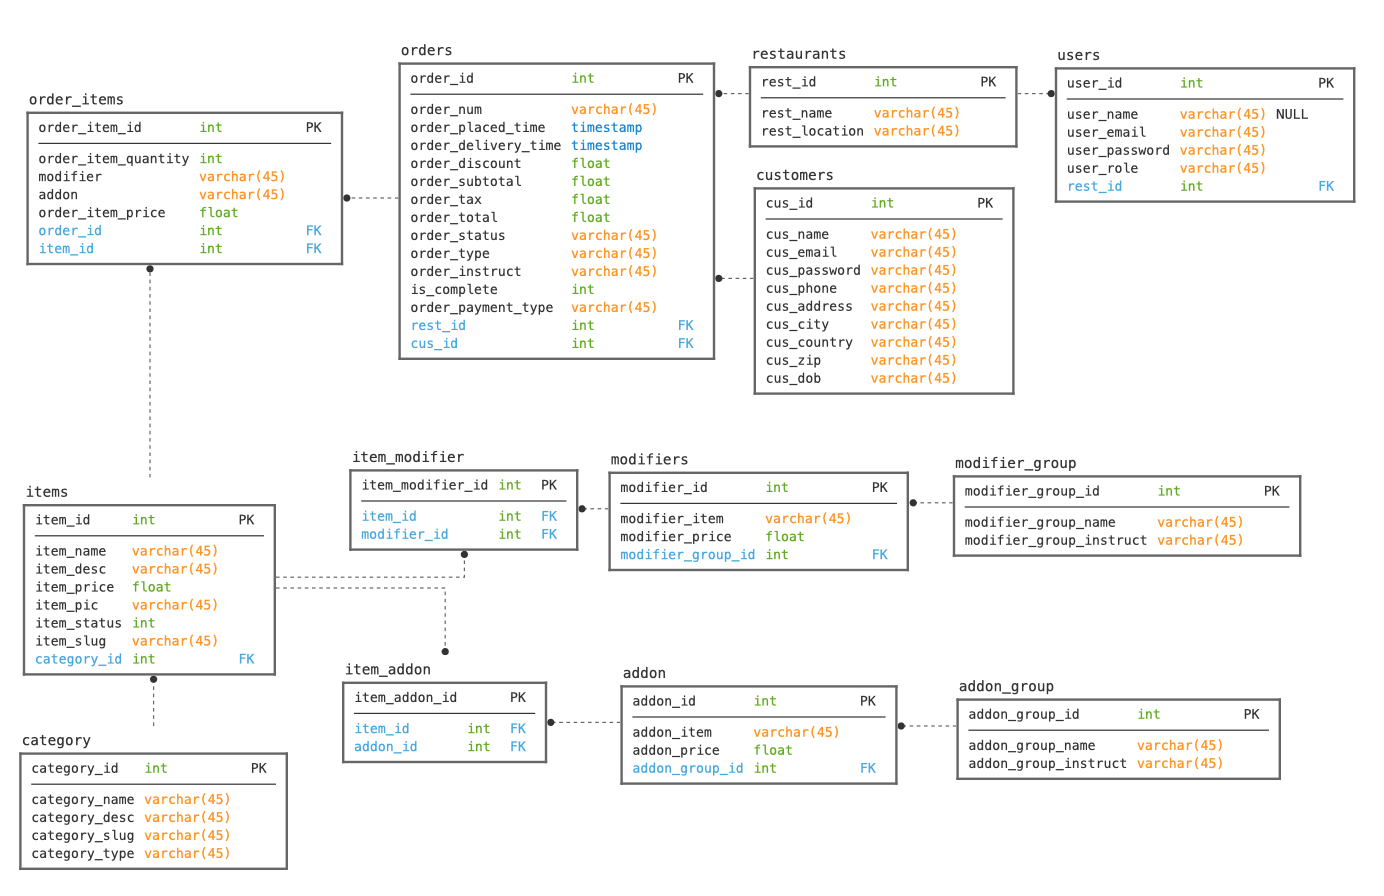 orders
order_id int PK
order_num varchar(45)
order_placed_time timestamp
order_delivery_time timestamp
order_discount float
order_subtotal float
order_tax float
order_total float
order_status varchar(45)
order_type varchar(45)
order_instruct varchar(45)
is_complete int
order_payment_type varchar(45)
rest_id int FK
cus_id int FK
restaurants
rest_id int PK
rest_name varchar(45)
rest_location varchar(45)
users
user_id int PK
user_name varchar(45) NULL
user_email varchar(45)
user_password varchar(45)
user_role varchar(45)
rest_id int FK
order_items
order_item_id int PK
order_item_quantity int
modifier varchar(45)
addon varchar(45)
order_item_price float
order_id int FK
item_id int FK
customers
cus_id int PK
cus_name varchar(45)
cus_email varchar(45)
cus_password varchar(45)
cus_phone varchar(45)
cus_address varchar(45)
cus_city varchar(45)
cus_country varchar(45)
cus_zip varchar(45)
cus_dob varchar(45)
item_modifier
item_modifier_id int PK
item_id int FK
modifier_id int FK
modifiers
modifier_id int PK
modifier_item varchar(45)
modifier_price float
modifier_group_id int FK
modifier_group
modifier_group_id int PK
modifier_group_name varchar(45)
modifier_group_instruct varchar(45)
items
item_id int PK
item_name varchar(45)
item_desc varchar(45)
item_price float
item_pic varchar(45)
item_status int
item_slug varchar(45)
category_id int FK
item_addon
item_addon_id PK
item_id int FK
addon_id int FK
addon
addon_id int PK
addon_item varchar(45)
addon_price float
addon_group_id int FK
addon_group
addon_group_id int PK
addon_group_name varchar(45)
addon_group_instruct varchar(45)
category
category_id int PK
category_name varchar(45)
category_desc varchar(45)
category_slug varchar(45)
category_type varchar(45)